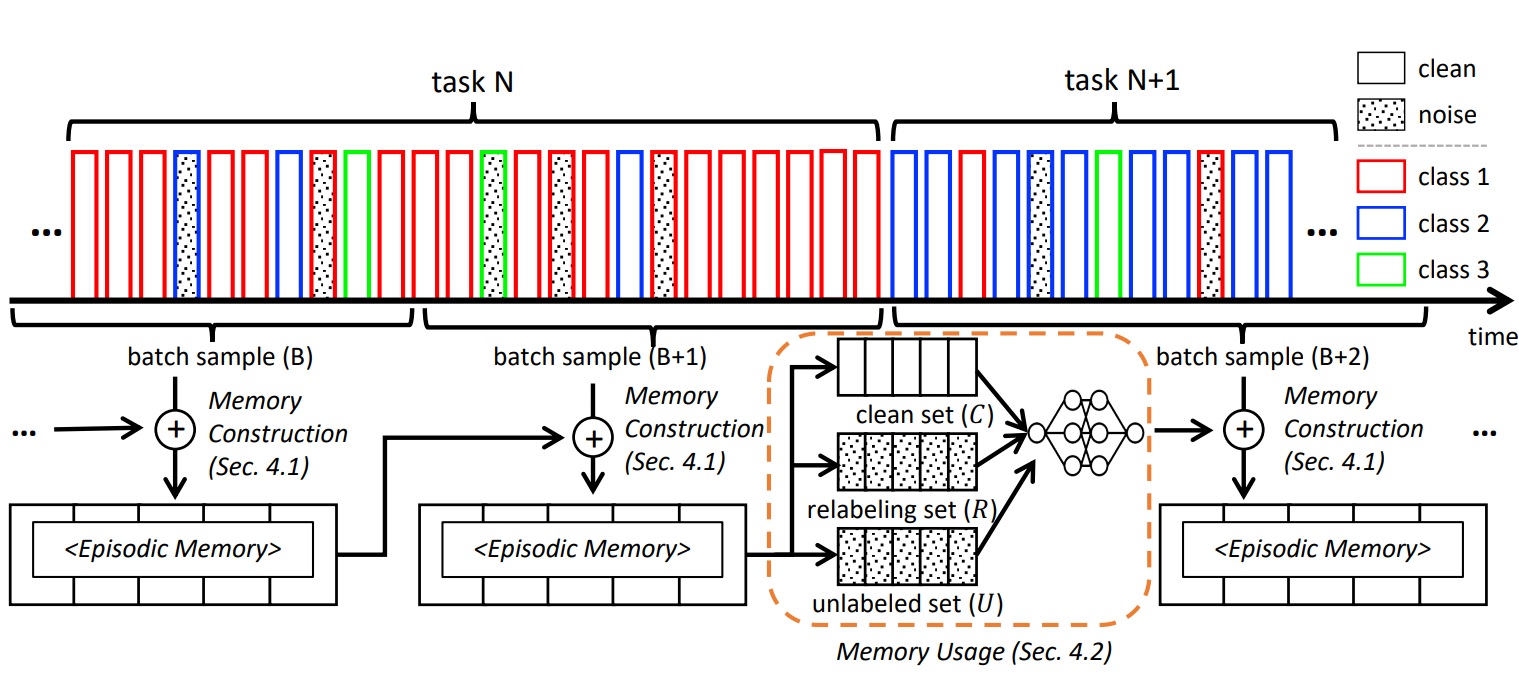 task N
task N+1
clean
noise
class 1
class 2
class 3
...
...
time
batch sample (B)
batch sample (B+1)
batch sample (B+2)
Memory
Construction
(Sec. 4.1)
Memory
Construction
(Sec. 4.1)
Memory
Construction
(Sec. 4.1)
...
...
+
+
+
clean set (C)
relabeling set (R)
unlabeled set (U)
<Episodic Memory>
<Episodic Memory>
<Episodic Memory>
Memory Usage (Sec. 4.2)